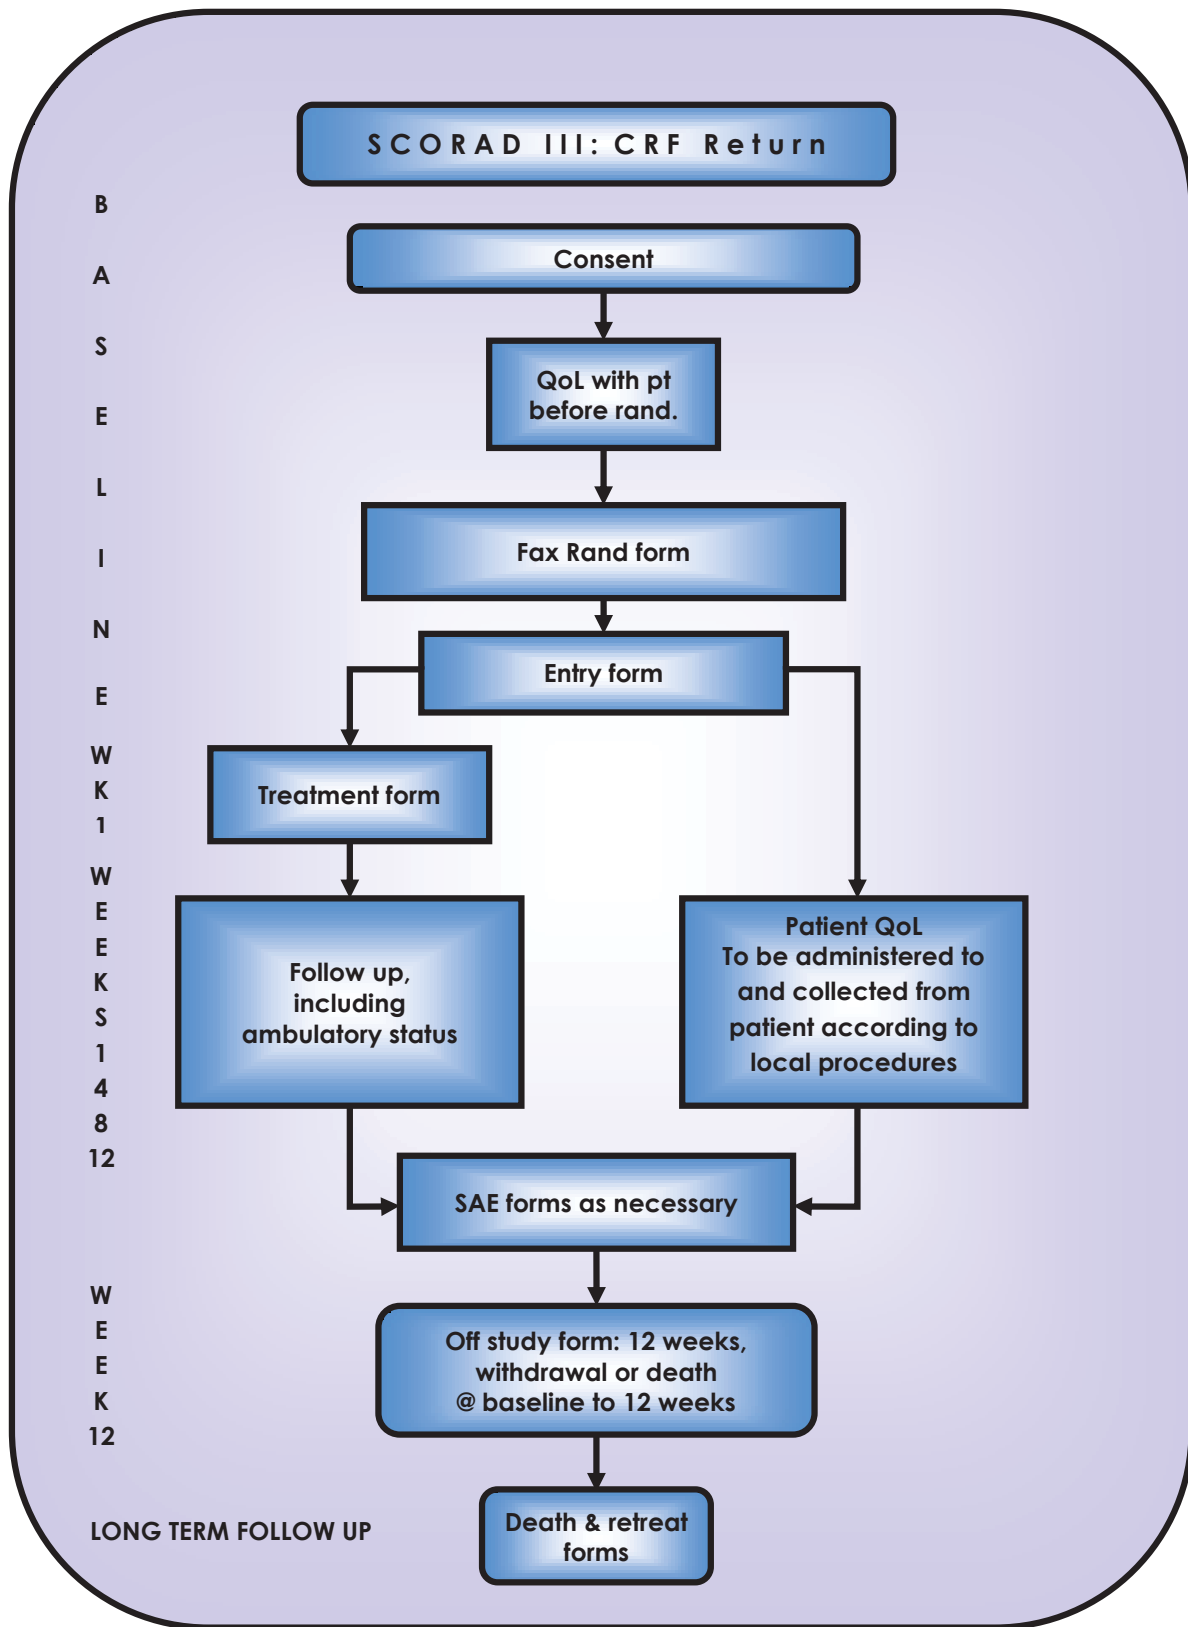 SCORAD III: CRF Return
B
A
S
E
L
I
N
E
Consent
QoL with pt
before rand.
Fax Rand form
Entry form
W
K
1
Treatment form
W
E
E
K
S
1
4
8
12
Follow up,
including
ambulatory status
Patient QoL
To be administered to
and collected from
patient according to
local procedures
SAE forms as necessary
W
E
E
K
12
Off study form: 12 weeks,
withdrawal or death
@ baseline to 12 weeks
LONG TERM FOLLOW UP
Death & retreat
forms